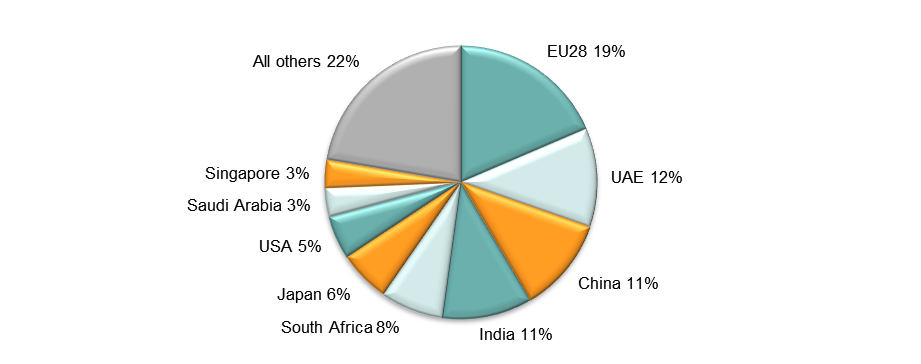 EU28 19%
UAE 12%
China 11%
India 11%
South Africa 8%
Japan 6%
USA 5%
Saudi Arabia 3%
Singapore 3%
All others 22%